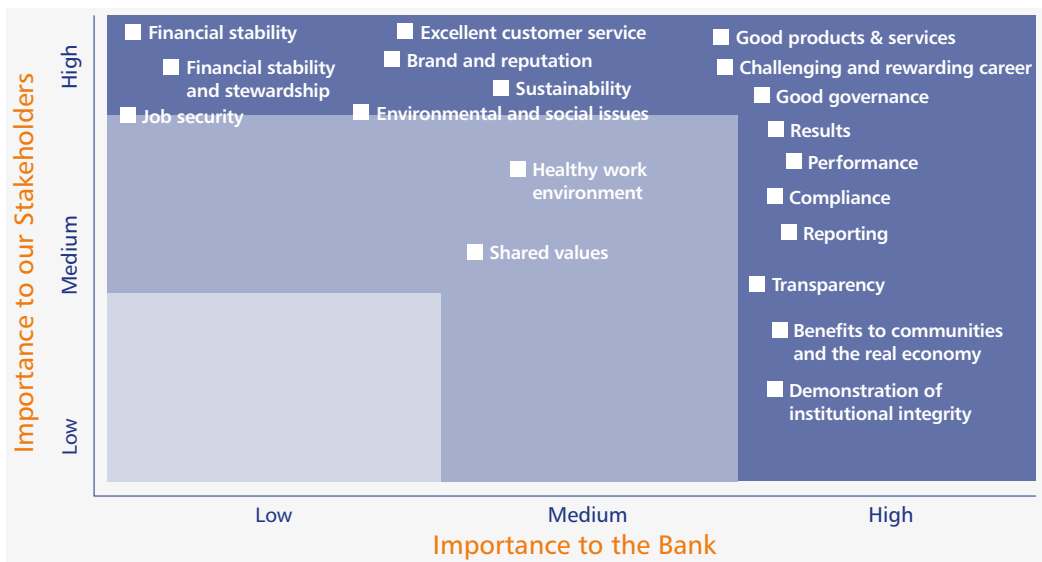 Importance to our Stakeholders
High
Medium
Low
Financial stability
Financial stability
and stewardship
Job security
Excellent customer service
Brand and reputation
Sustainability
Environmental and social issues
Healthy work
environment
Shared values
Good products & services
Challenging and rewarding career
Good governance
Results
Performance
Compliance
Reporting
Transparency
Benefits to communities
and the real economy
Demonstration of
institutional integrity
Low
Medium
High
Importance to the Bank